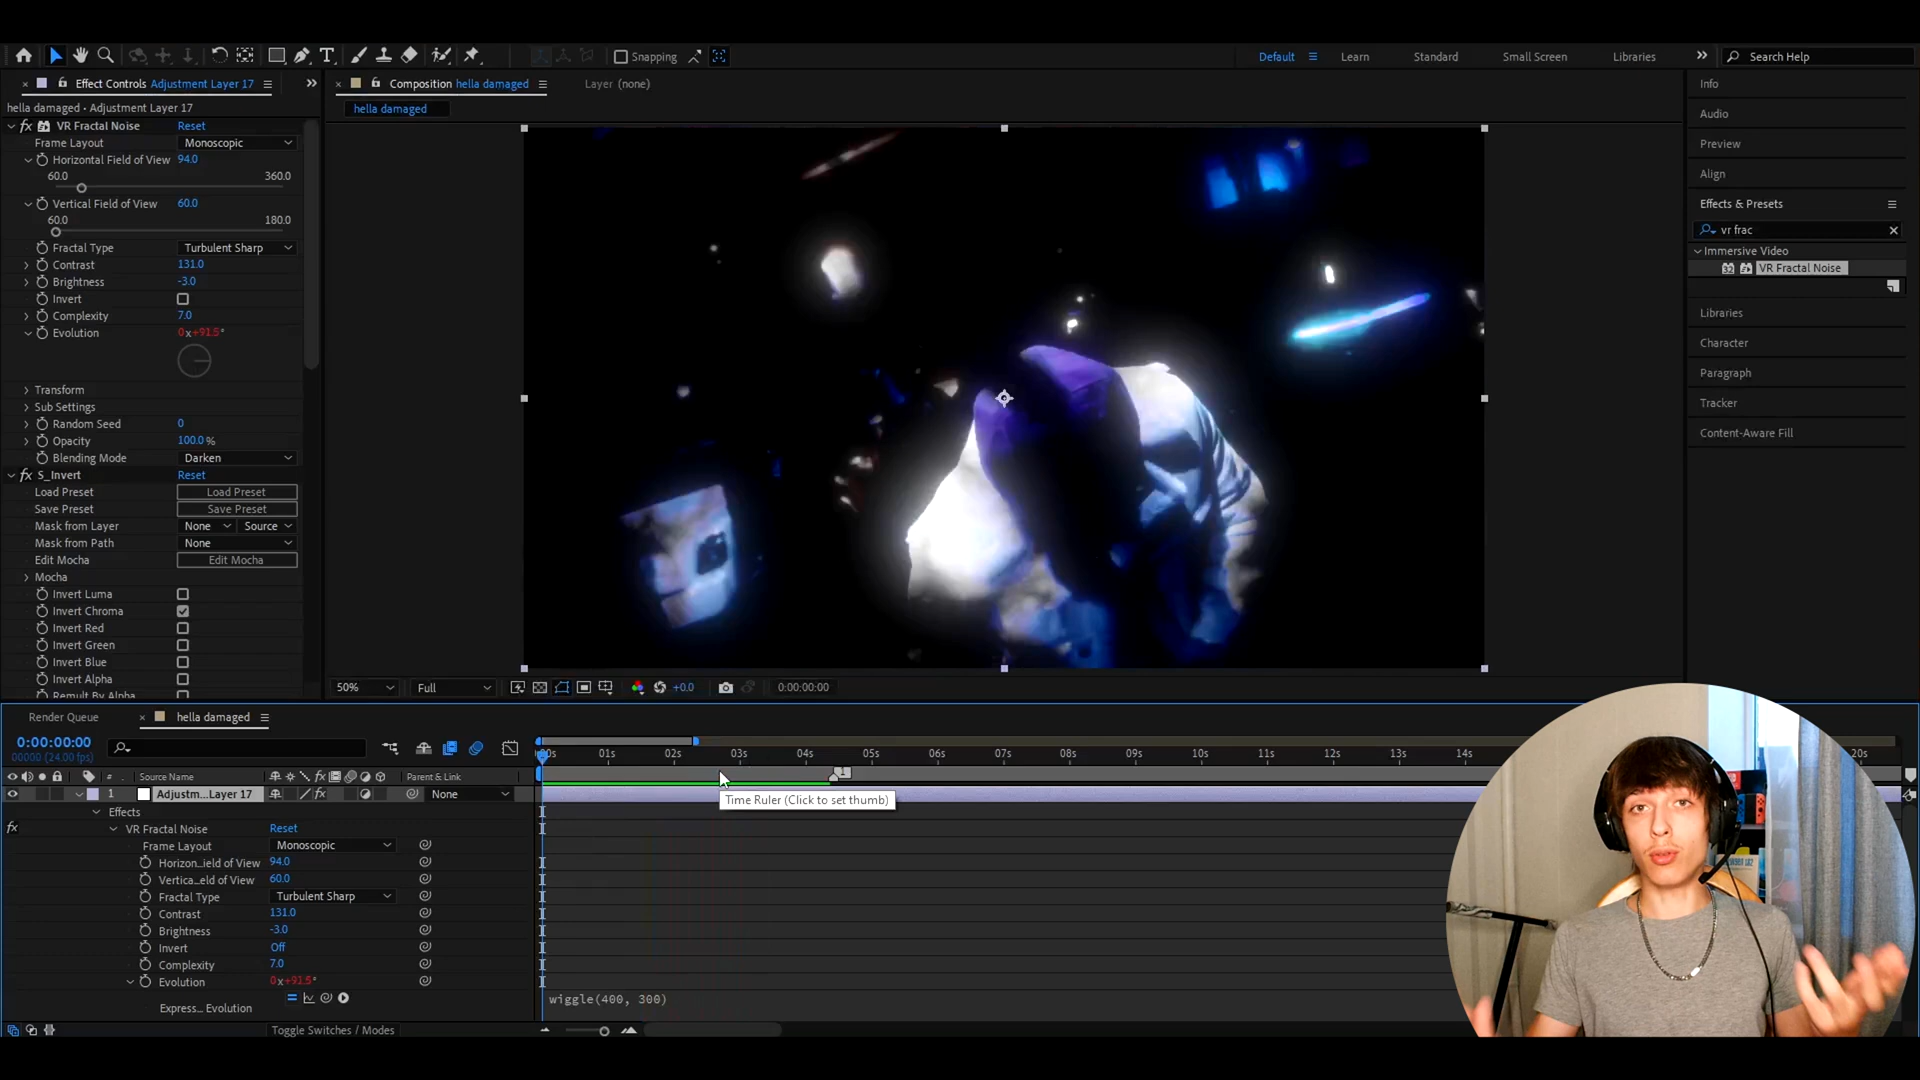 Snapping
Default
Learn
Standard
Small Screen
Libraries
Search Help
Effect Controls Adjustment Layer 17
hella damaged • Adjustment Layer 17
VR Fractal Noise Reset
Frame Layout Monoscopic
Horizontal Field of View 94.0
60.0 360.0
Vertical Field of View 60.0
60.0 180.0
Fractal Type Turbulent Sharp
Contrast 131.0
Brightness -3.0
Invert
Complexity 7.0
Evolution 0x+91.5°
Transform
Sub Settings
Random Seed 0
Opacity 100.0 %
Blending Mode Darken
S_Invert Reset
Load Preset Load Preset
Save Preset Save Preset
Mask from Layer None Source
Mask from Path None
Edit Mocha Edit Mocha
Mocha
Invert Luma
Invert Chroma
Invert Red
Invert Green
Invert Blue
Invert Alpha
Remult By Alpha
Composition hella damaged
Layer (none)
hella damaged
50% Full +0.0 0:00:00:00
Info
Audio
Preview
Align
Effects & Presets
vr frac
Immersive Video
32 VR Fractal Noise
Libraries
Character
Paragraph
Tracker
Content-Aware Fill
Render Queue hella damaged
0:00:00:00
00000 (24.00 fps)
:00s 01s 02s 03s 04s 05s 06s 07s 08s 09s 10s 11s 12s 13s 14s 20s
# Source Name Parent & Link
1
1 Adjustm...Layer 17 None
Time Ruler (Click to set thumb)
Effects
fx VR Fractal Noise Reset
Frame Layout Monoscopic
Horizon...ield of View 94.0
Vertica...eld of View 60.0
Fractal Type Turbulent Sharp
Contrast 131.0
Brightness -3.0
Invert Off
Complexity 7.0
Evolution 0x+91.5°
Express... Evolution wiggle(400, 300)
Toggle Switches / Modes